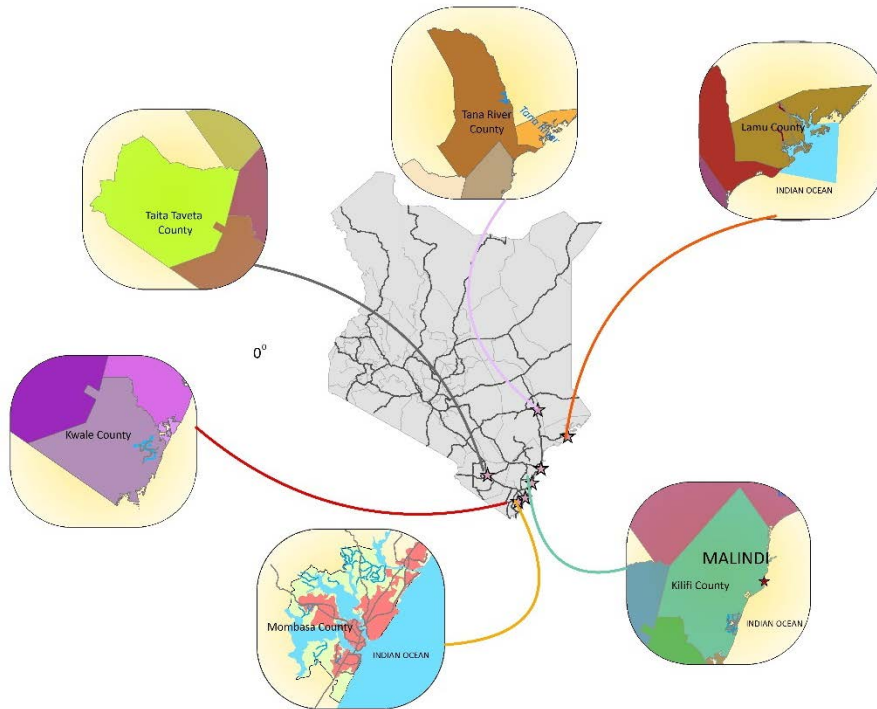 Tana River
County
Tana River
Lamu County
INDIAN OCEAN
Taita Taveta
County
0°
Kwale County
MALINDI
Kilifi County
INDIAN OCEAN
Mombasa County
INDIAN OCEAN